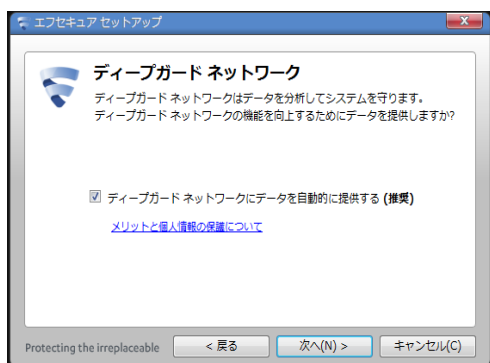 エフセキュア セットアップ
ディープガード ネットワーク
ディープガード ネットワークはデータを分析してシステムを守ります。
ディープガード ネットワークの機能を向上するためにデータを提供しますか?
ディープガード ネットワークにデータを自動的に提供する (推奨)
メリットと個人情報の保護について
Protecting the irreplaceable
< 戻る
次へ(N) >
キャンセル(C)